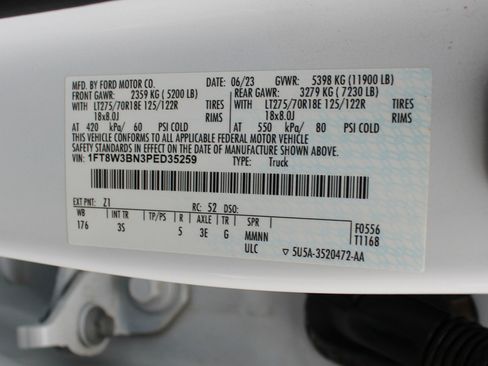 MFD. BY FORD MOTOR CO. 06/23 GVWR: 5398 KG (11900 LB)
FRONT GAWR: 2359 KG (5200 LB) REAR GAWR: 3279 KG (7230 LB)
WITH LT275/70R18E 125/122R TIRES WITH LT275/70R18E 125/122R TIRES
18x8.0J RIMS 18x8.0J RIMS
AT 420 kPa/ 60 PSI COLD AT 550 kPa/ 80 PSI COLD
THIS VEHICLE CONFORMS TO ALL APPLICABLE FEDERAL MOTOR VEHICLE
SAFETY STANDARDS IN EFFECT ON THE DATE OF MANUFACTURE SHOWN ABOVE.
VIN: 1FT8W3BN3PED35259 TYPE: Truck
EXT PNT: Z1 RC: 52 DSO:
WB INT TR TP/PS R AXLE TR SPR F0556
176 3S 5 3E G MMNN T1168
ULC ▽ 5U5A-3520472-AA